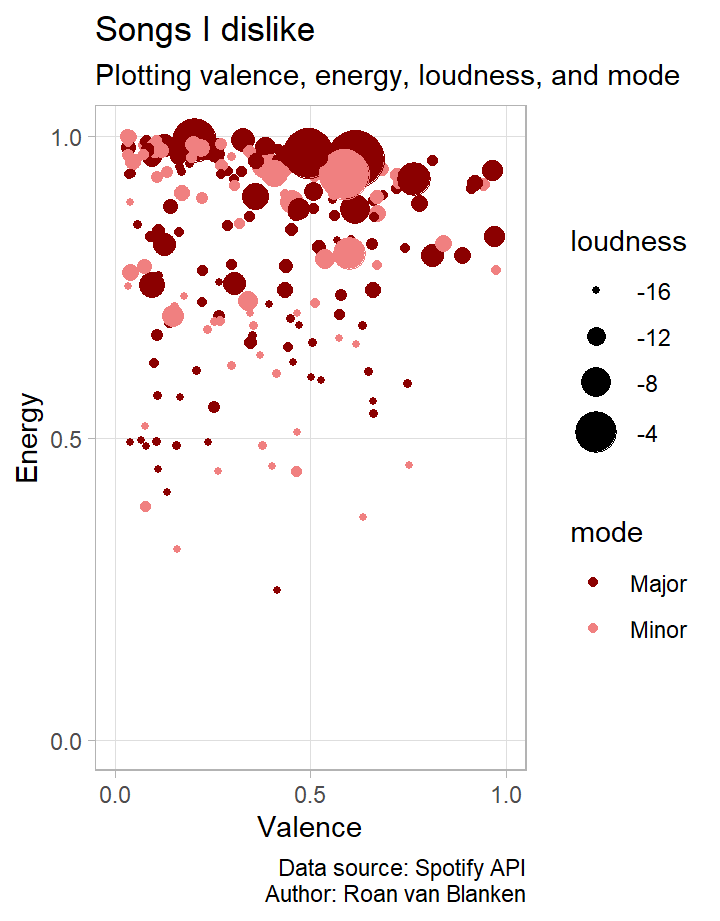 Songs I dislike
Plotting valence, energy, loudness, and mode
1.0
0.5
0.0
Energy
0.0 0.5 1.0
Valence
loudness
-16
-12
-8
-4
mode
Major
Minor
Data source: Spotify API
Author: Roan van Blanken